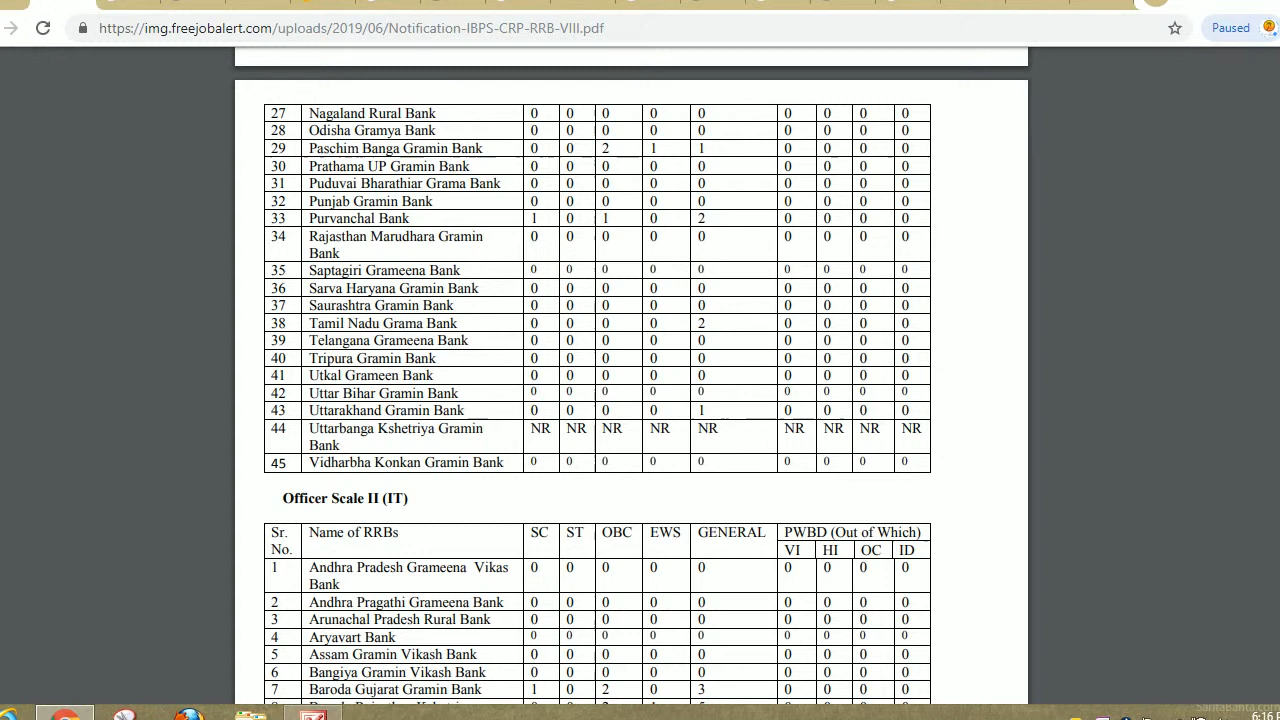 https://img.freejobalert.com/uploads/2019/06/Notification-IBPS-CRP-RRB-VIII.pdf
Paused
27 Nagaland Rural Bank 0 0 0 0 0 0 0 0 0
28 Odisha Gramya Bank 0 0 0 0 0 0 0 0 0
29 Paschim Banga Gramin Bank 0 0 2 1 1 0 0 0 0
30 Prathama UP Gramin Bank 0 0 0 0 0 0 0 0 0
31 Puduvai Bharathiar Grama Bank 0 0 0 0 0 0 0 0 0
32 Punjab Gramin Bank 0 0 0 0 0 0 0 0 0
33 Purvanchal Bank 1 0 1 0 2 0 0 0 0
34 Rajasthan Marudhara Gramin 0 0 0 0 0 0 0 0 0
Bank
35 Saptagiri Grameena Bank 0 0 0 0 0 0 0 0 0
36 Sarva Haryana Gramin Bank 0 0 0 0 0 0 0 0 0
37 Saurashtra Gramin Bank 0 0 0 0 0 0 0 0 0
38 Tamil Nadu Grama Bank 0 0 0 0 2 0 0 0 0
39 Telangana Grameena Bank 0 0 0 0 0 0 0 0 0
40 Tripura Gramin Bank 0 0 0 0 0 0 0 0 0
41 Utkal Grameen Bank 0 0 0 0 0 0 0 0 0
42 Uttar Bihar Gramin Bank 0 0 0 0 0 0 0 0 0
43 Uttarakhand Gramin Bank 0 0 0 0 1 0 0 0 0
44 Uttarbanga Kshetriya Gramin NR NR NR NR NR NR NR NR NR
Bank
45 Vidharbha Konkan Gramin Bank 0 0 0 0 0 0 0 0 0
Officer Scale II (IT)
Sr. Name of RRBs SC ST OBC EWS GENERAL PWBD (Out of Which)
No. VI HI OC ID
1 Andhra Pradesh Grameena Vikas 0 0 0 0 0 0 0 0 0
Bank
2 Andhra Pragathi Grameena Bank 0 0 0 0 0 0 0 0 0
3 Arunachal Pradesh Rural Bank 0 0 0 0 0 0 0 0 0
4 Aryavart Bank 0 0 0 0 0 0 0 0 0
5 Assam Gramin Vikash Bank 0 0 0 0 0 0 0 0 0
6 Bangiya Gramin Vikash Bank 0 0 0 0 0 0 0 0 0
7 Baroda Gujarat Gramin Bank 1 0 2 0 3 0 0 0 0
SantaBanta.com
6:16